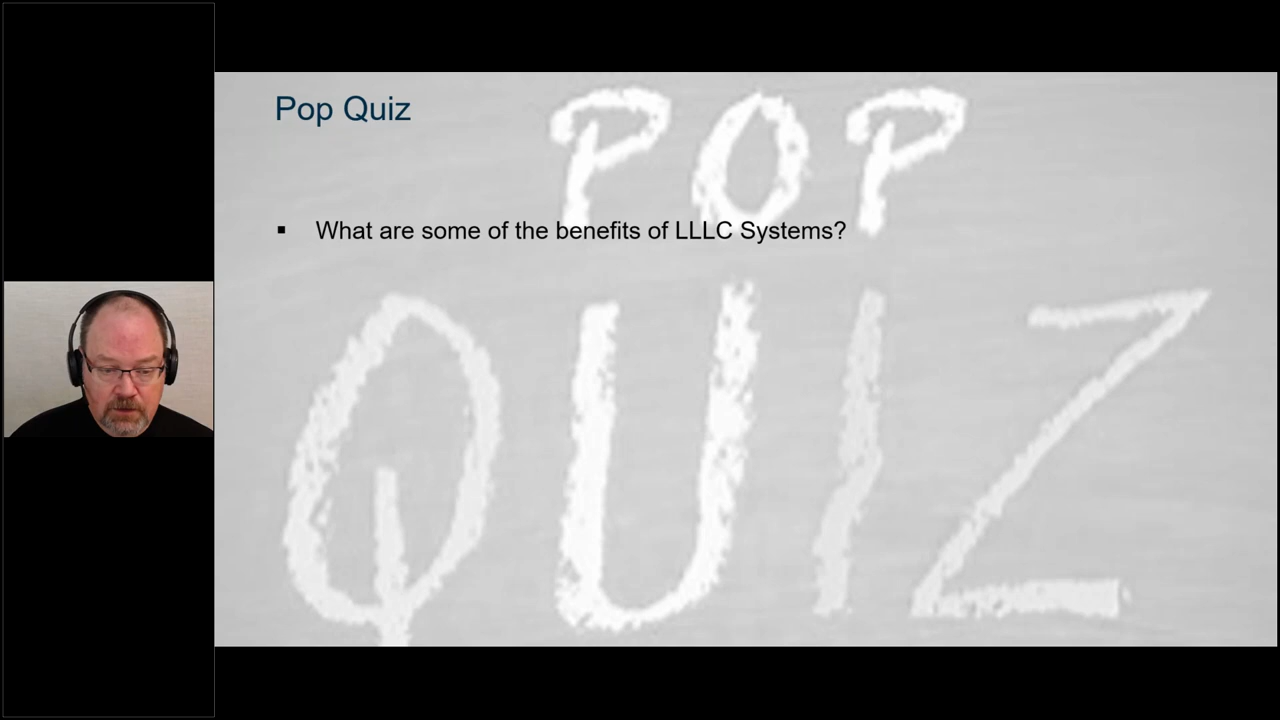 Pop Quiz
POP
▪ What are some of the benefits of LLLC Systems?
QUIZ